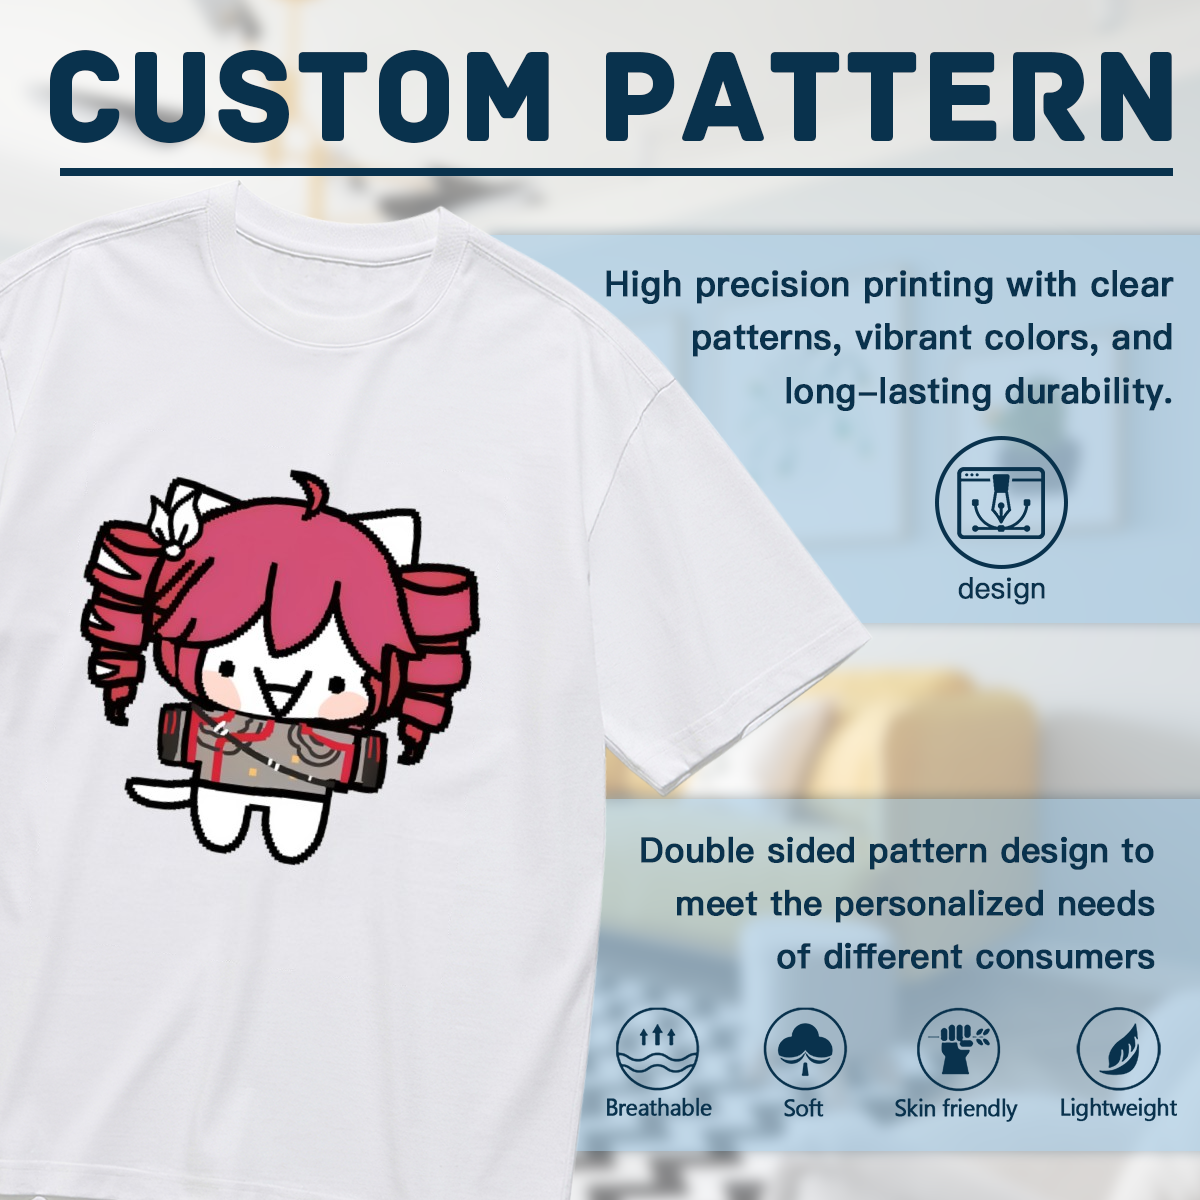 CUSTOM PATTERN
High precision printing with clear
patterns, vibrant colors, and
long-lasting durability.
design
Double sided pattern design to
meet the personalized needs
of different consumers
Breathable
Soft
Skin friendly
Lightweight